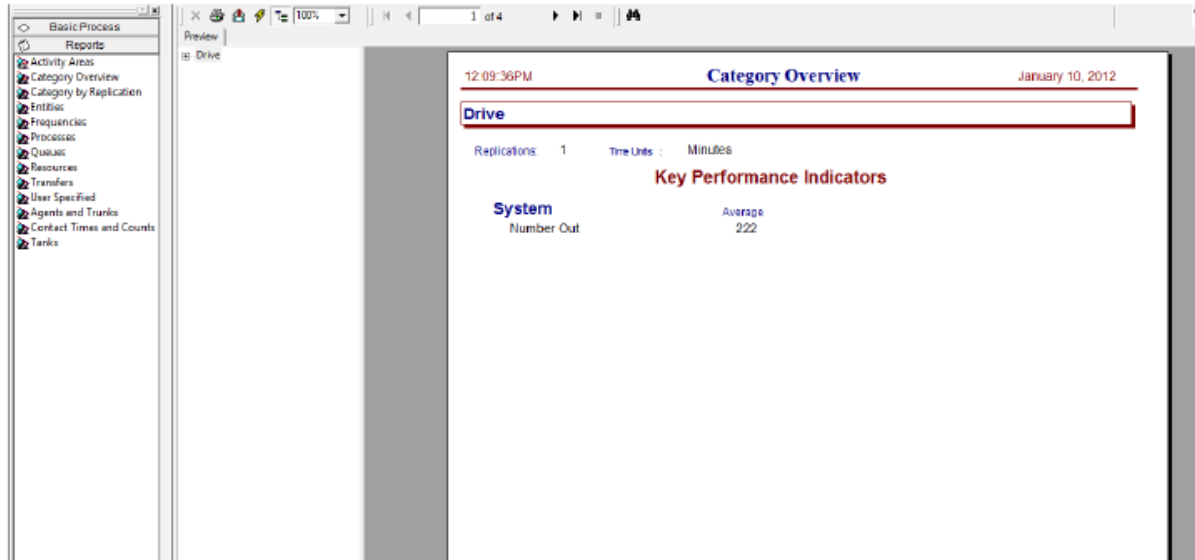 BasicProcess
Reports
Activity Areas
Category Overview
Category by Replication
Entities
Frequencies
Processes
Queues
Resources
Transfers
User Specified
Agents and Trunks
Contact Times and Counts
Tanks
100%
1 of 4
Preview
Drive
12:09:36PM Category Overview January 10, 2012
Drive
Replications: 1 Time Units : Minutes
Key Performance Indicators
System Average
Number Out 222